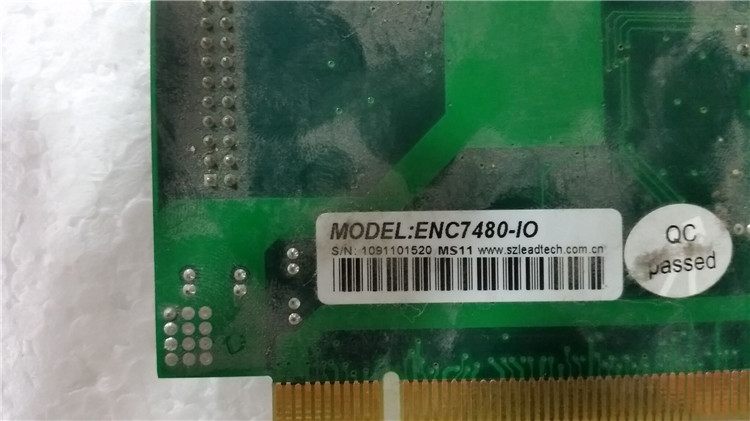 MODEL:ENC7480-IO
S/N: 1091101520 MS11 www.szleadtech.com.cn
QC
passed